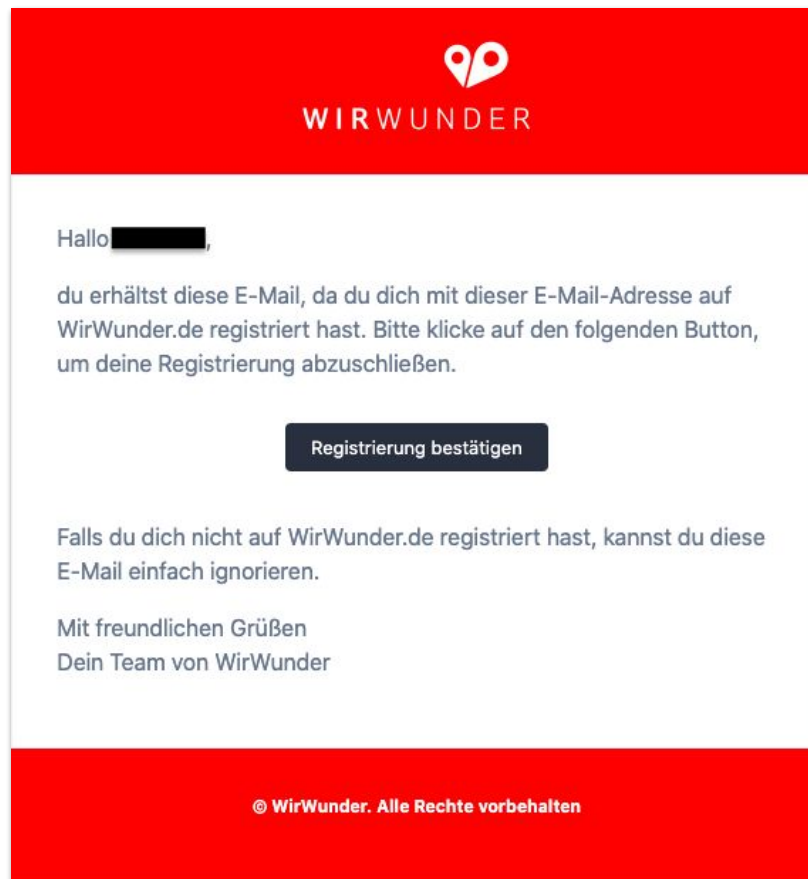 WIRWUNDER
Hallo ,
du erhältst diese E-Mail, da du dich mit dieser E-Mail-Adresse auf
WirWunder.de registriert hast. Bitte klicke auf den folgenden Button,
um deine Registrierung abzuschließen.
Registrierung bestätigen
Falls du dich nicht auf WirWunder.de registriert hast, kannst du diese
E-Mail einfach ignorieren.
Mit freundlichen Grüßen
Dein Team von WirWunder
© WirWunder. Alle Rechte vorbehalten